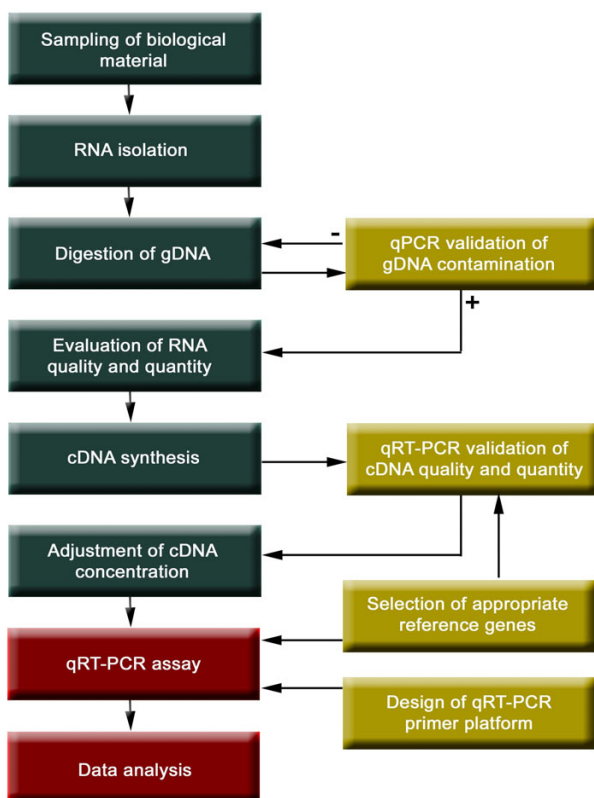 Sampling of biological
material
RNA isolation
Digestion of gDNA
-
qPCR validation of
gDNA contamination
+
Evaluation of RNA
quality and quantity
cDNA synthesis
qRT-PCR validation of
cDNA quality and quantity
Adjustment of cDNA
concentration
Selection of appropriate
reference genes
qRT-PCR assay
Design of qRT-PCR
primer platform
Data analysis